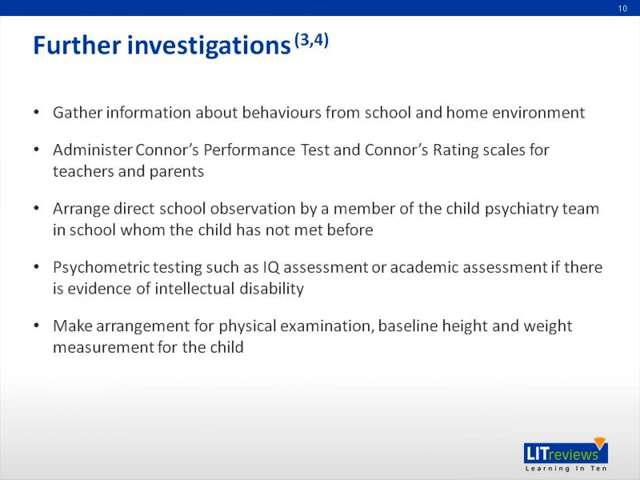 10
Further investigations (3,4)
• Gather information about behaviours from school and home environment
• Administer Connor's Performance Test and Connor's Rating scales for
teachers and parents
• Arrange direct school observation by a member of the child psychiatry team
in school whom the child has not met before
• Psychometric testing such as IQ assessment or academic assessment if there
is evidence of intellectual disability
• Make arrangement for physical examination, baseline height and weight
measurement for the child
LITreviews
Learning In Ten